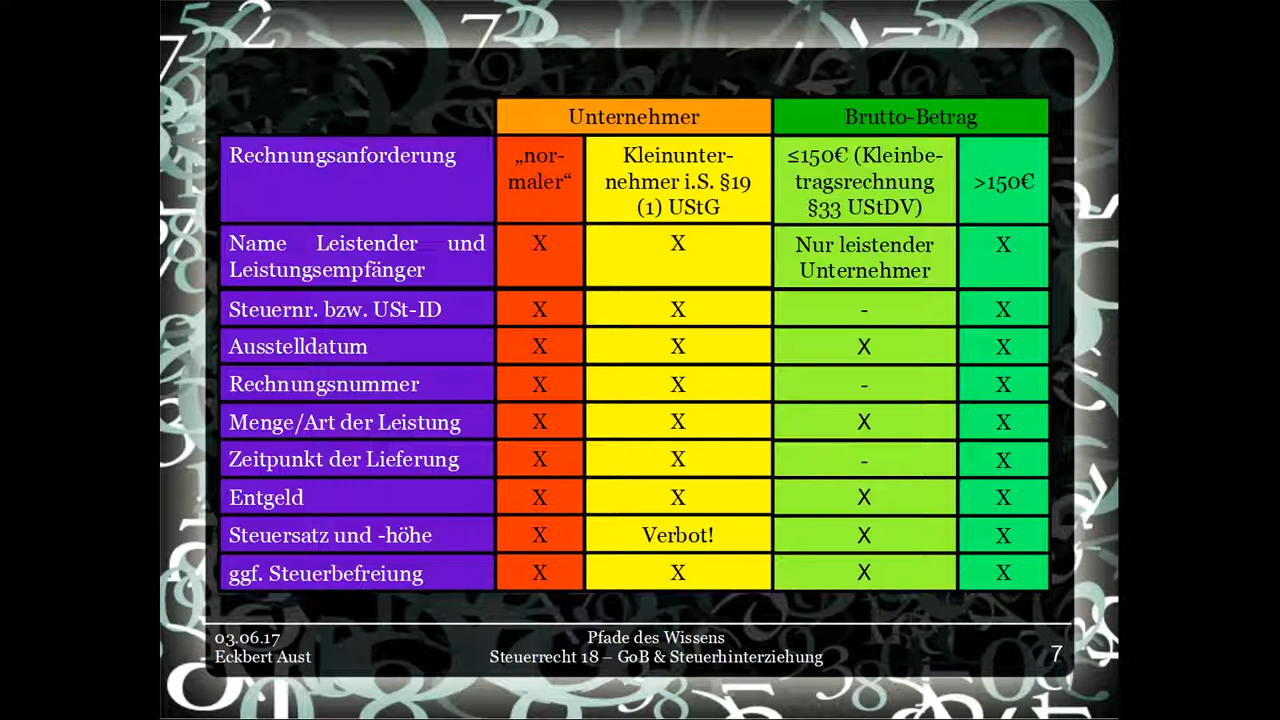 Unternehmer Brutto-Betrag
Rechnungsanforderung „nor-maler“ Kleinunter-nehmer i.S. §19 (1) UStG ≤150€ (Kleinbe-tragsrechnung §33 UStDV) >150€
Name Leistender und Leistungsempfänger X X Nur leistender Unternehmer X
Steuernr. bzw. USt-ID X X - X
Ausstelldatum X X X X
Rechnungsnummer X X - X
Menge/Art der Leistung X X X X
Zeitpunkt der Lieferung X X - X
Entgeld X X X X
Steuersatz und -höhe X Verbot! X X
ggf. Steuerbefreiung X X X X
03.06.17 Pfade des Wissens
Eckbert Aust Steuerrecht 18 – GoB & Steuerhinterziehung 7